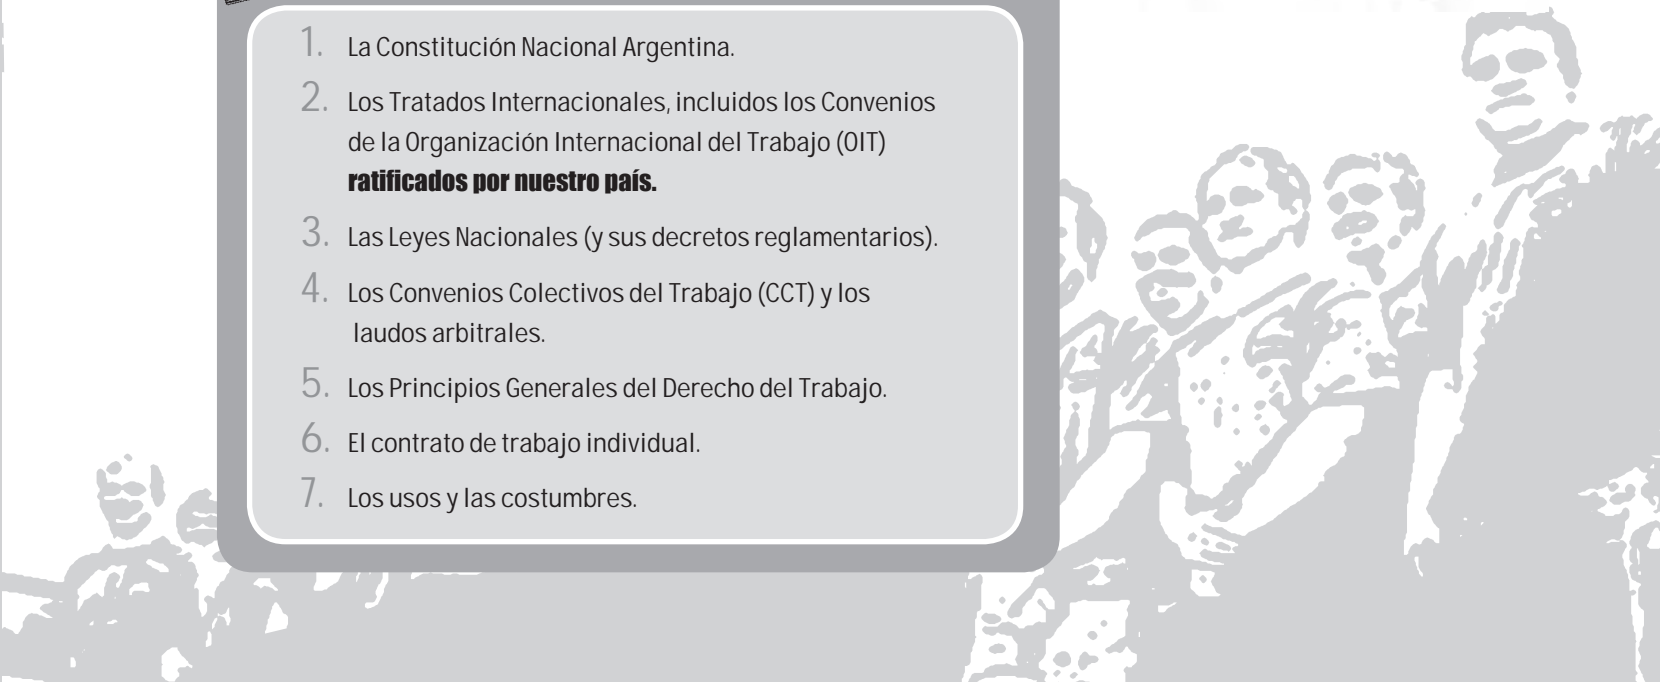 1. La Constitución Nacional Argentina.
2. Los Tratados Internacionales, incluidos los Convenios
de la Organización Internacional del Trabajo (OIT)
ratificados por nuestro país.
3. Las Leyes Nacionales (y sus decretos reglamentarios).
4. Los Convenios Colectivos del Trabajo (CCT) y los
laudos arbitrales.
5. Los Principios Generales del Derecho del Trabajo.
6. El contrato de trabajo individual.
7. Los usos y las costumbres.